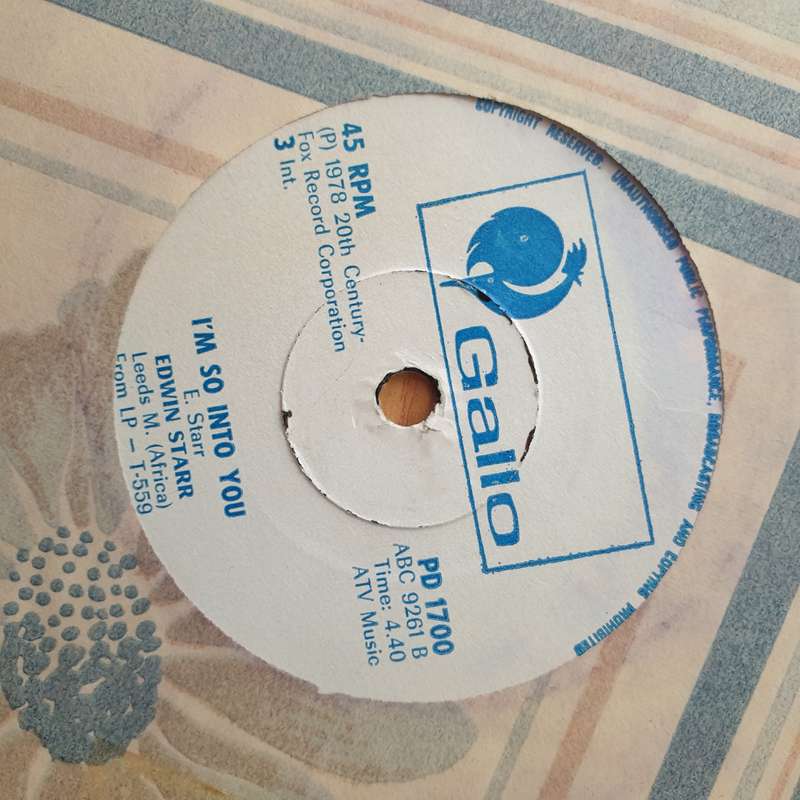 COPYRIGHT RESERVED. UNAUTHORISED PUBLIC PERFORMANCE, BROADCASTING AND COPYING PROHIBITED
Gallo
45 RPM
(P) 1978 20th Century-
Fox Record Corporation
3 Int.
PD 1700
ABC 9261 B
Time: 4.40
ATV Music
I'M SO INTO YOU
E. Starr
EDWIN STARR
Leeds M. (Africa)
From LP – T-559